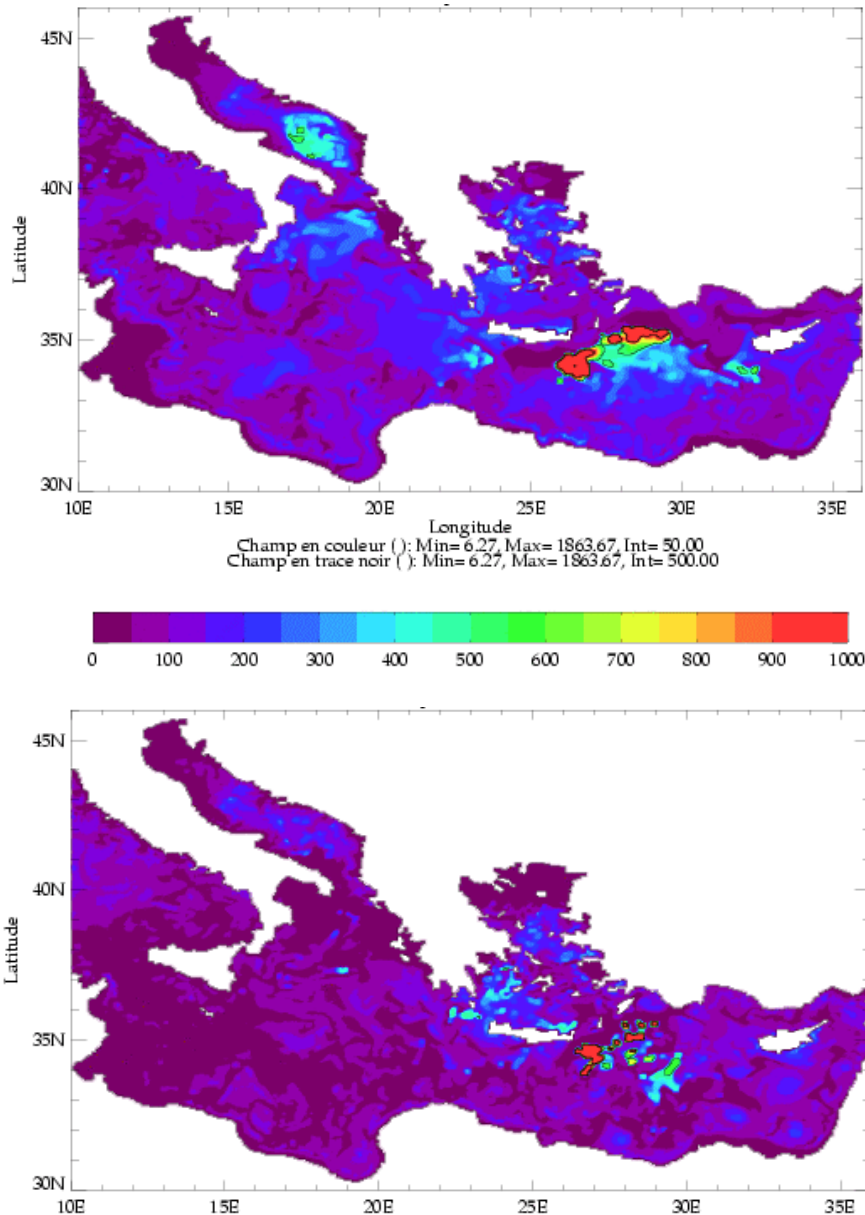 45N
40N
Latitude
35N
30N
10E 15E 20E 25E 30E 35E
Longitude
Champ en couleur ( ): Min= 6.27, Max= 1863.67, Int= 50.00
Champ en trace noir ( ): Min= 6.27, Max= 1863.67, Int= 500.00
0 100 200 300 400 500 600 700 800 900 1000
45N
40N
Latitude
35N
30N
10E 15E 20E 25E 30E 35E